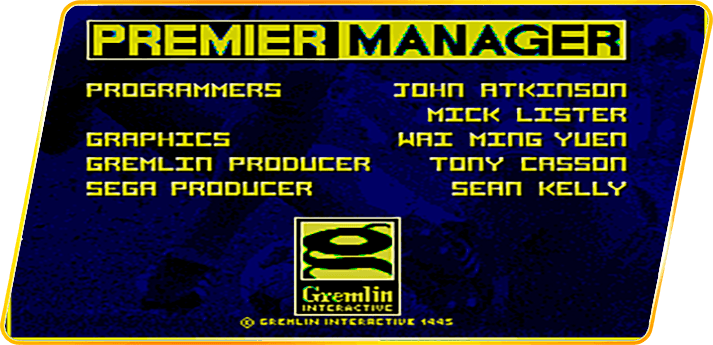 PREMIER MANAGER
PROGRAMMERS JOHN ATKINSON
MICK LISTER
GRAPHICS WAI MING YUEN
GREMLIN PRODUCER TONY CASSON
SEGA PRODUCER SEAN KELLY
g
Gremlin
INTERACTIVE
© GREMLIN INTERACTIVE 1995